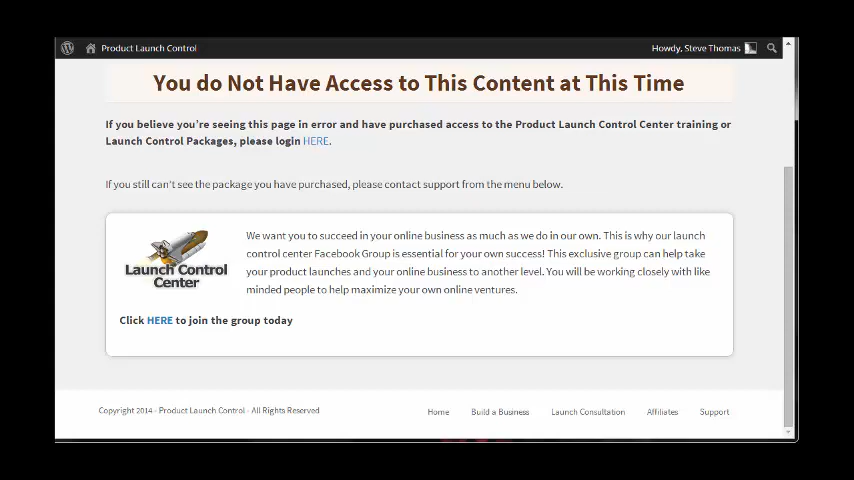 Product Launch Control
Howdy, Steve Thomas
You do Not Have Access to This Content at This Time
If you believe you're seeing this page in error and have purchased access to the Product Launch Control Center training or
Launch Control Packages, please login HERE.
If you still can't see the package you have purchased, please contact support from the menu below.
Launch Control
Center
We want you to succeed in your online business as much as we do in our own. This is why our launch
control center Facebook Group is essential for your own success! This exclusive group can help take
your product launches and your online business to another level. You will be working closely with like
minded people to help maximize your own online ventures.
Click HERE to join the group today
Copyright 2014 - Product Launch Control - All Rights Reserved
Home Build a Business Launch Consultation Affiliates Support